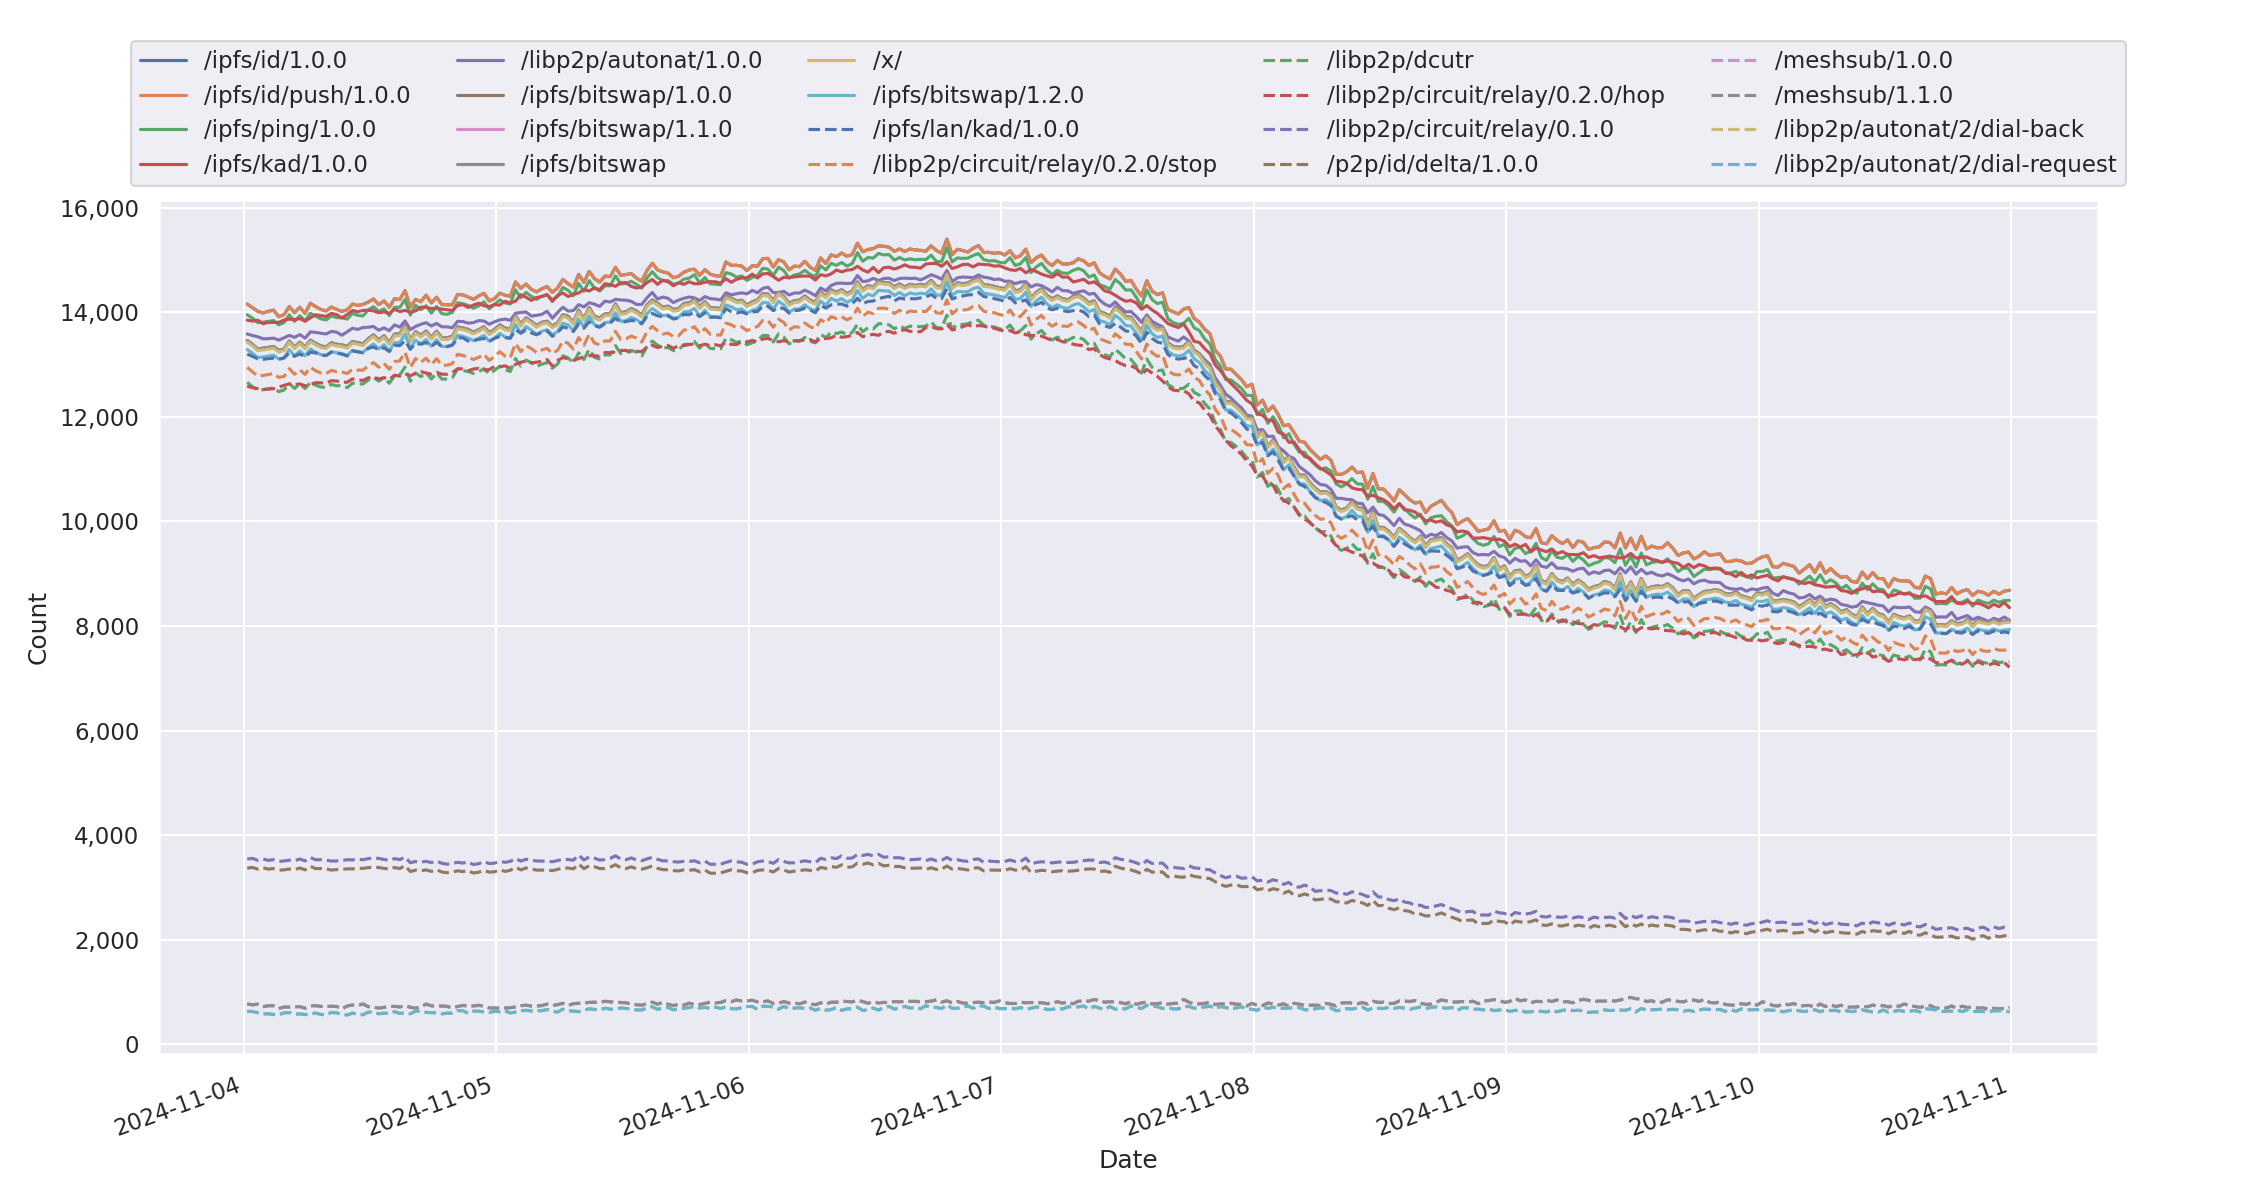 /ipfs/id/1.0.0
/ipfs/id/push/1.0.0
/ipfs/ping/1.0.0
/ipfs/kad/1.0.0
/libp2p/autonat/1.0.0
/ipfs/bitswap/1.0.0
/ipfs/bitswap/1.1.0
/ipfs/bitswap
/x/
/ipfs/bitswap/1.2.0
/ipfs/lan/kad/1.0.0
/libp2p/circuit/relay/0.2.0/stop
/libp2p/dcutr
/libp2p/circuit/relay/0.2.0/hop
/libp2p/circuit/relay/0.1.0
/p2p/id/delta/1.0.0
/meshsub/1.0.0
/meshsub/1.1.0
/libp2p/autonat/2/dial-back
/libp2p/autonat/2/dial-request
16,000
14,000
12,000
10,000
8,000
6,000
4,000
2,000
0
Count
2024-11-04
2024-11-05
2024-11-06
2024-11-07
2024-11-08
2024-11-09
2024-11-10
2024-11-11
Date